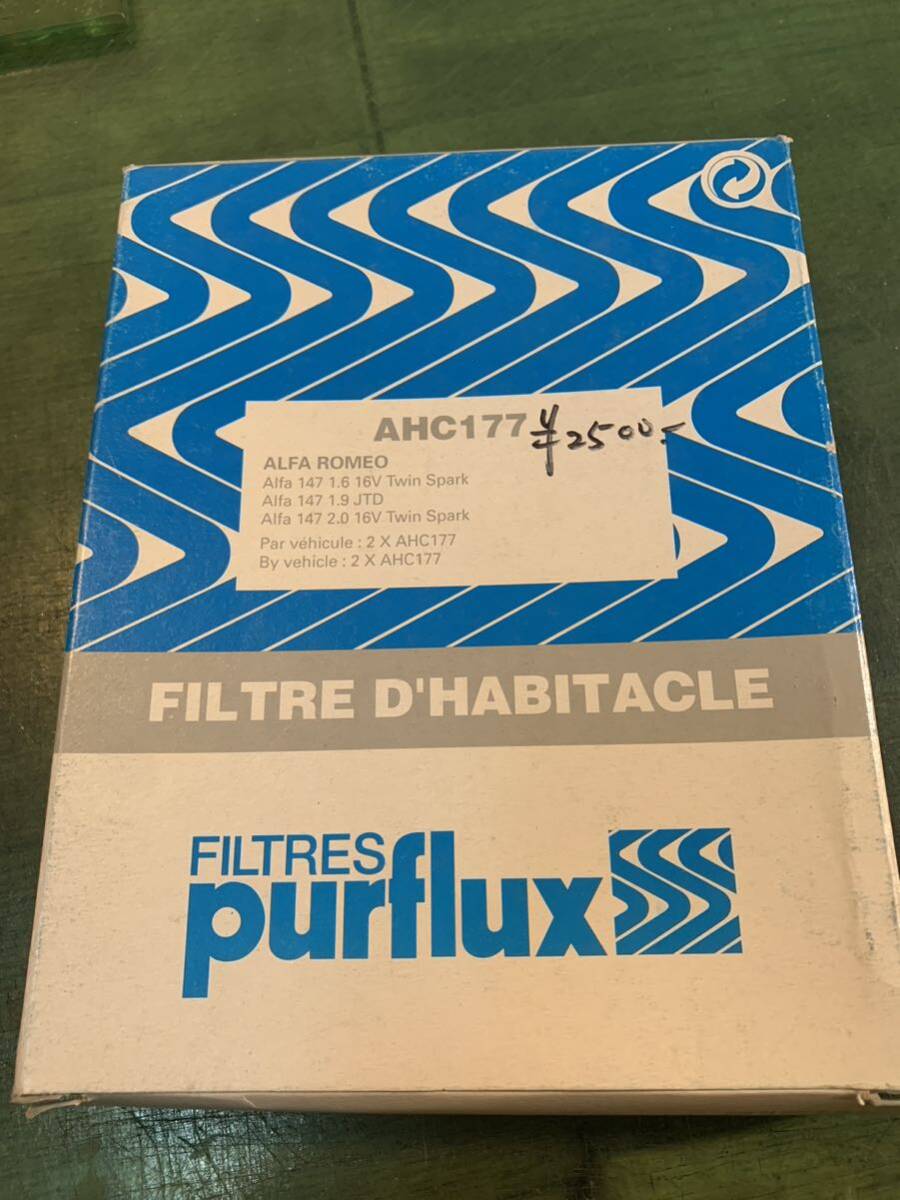 AHC177 ¥2500-
ALFA ROMEO
Alfa 147 1.6 16V Twin Spark
Alfa 147 1.9 JTD
Alfa 147 2.0 16V Twin Spark
Par véhicule : 2 X AHC177
By vehicle : 2 X AHC177
FILTRE D'HABITACLE
FILTRES
purflux